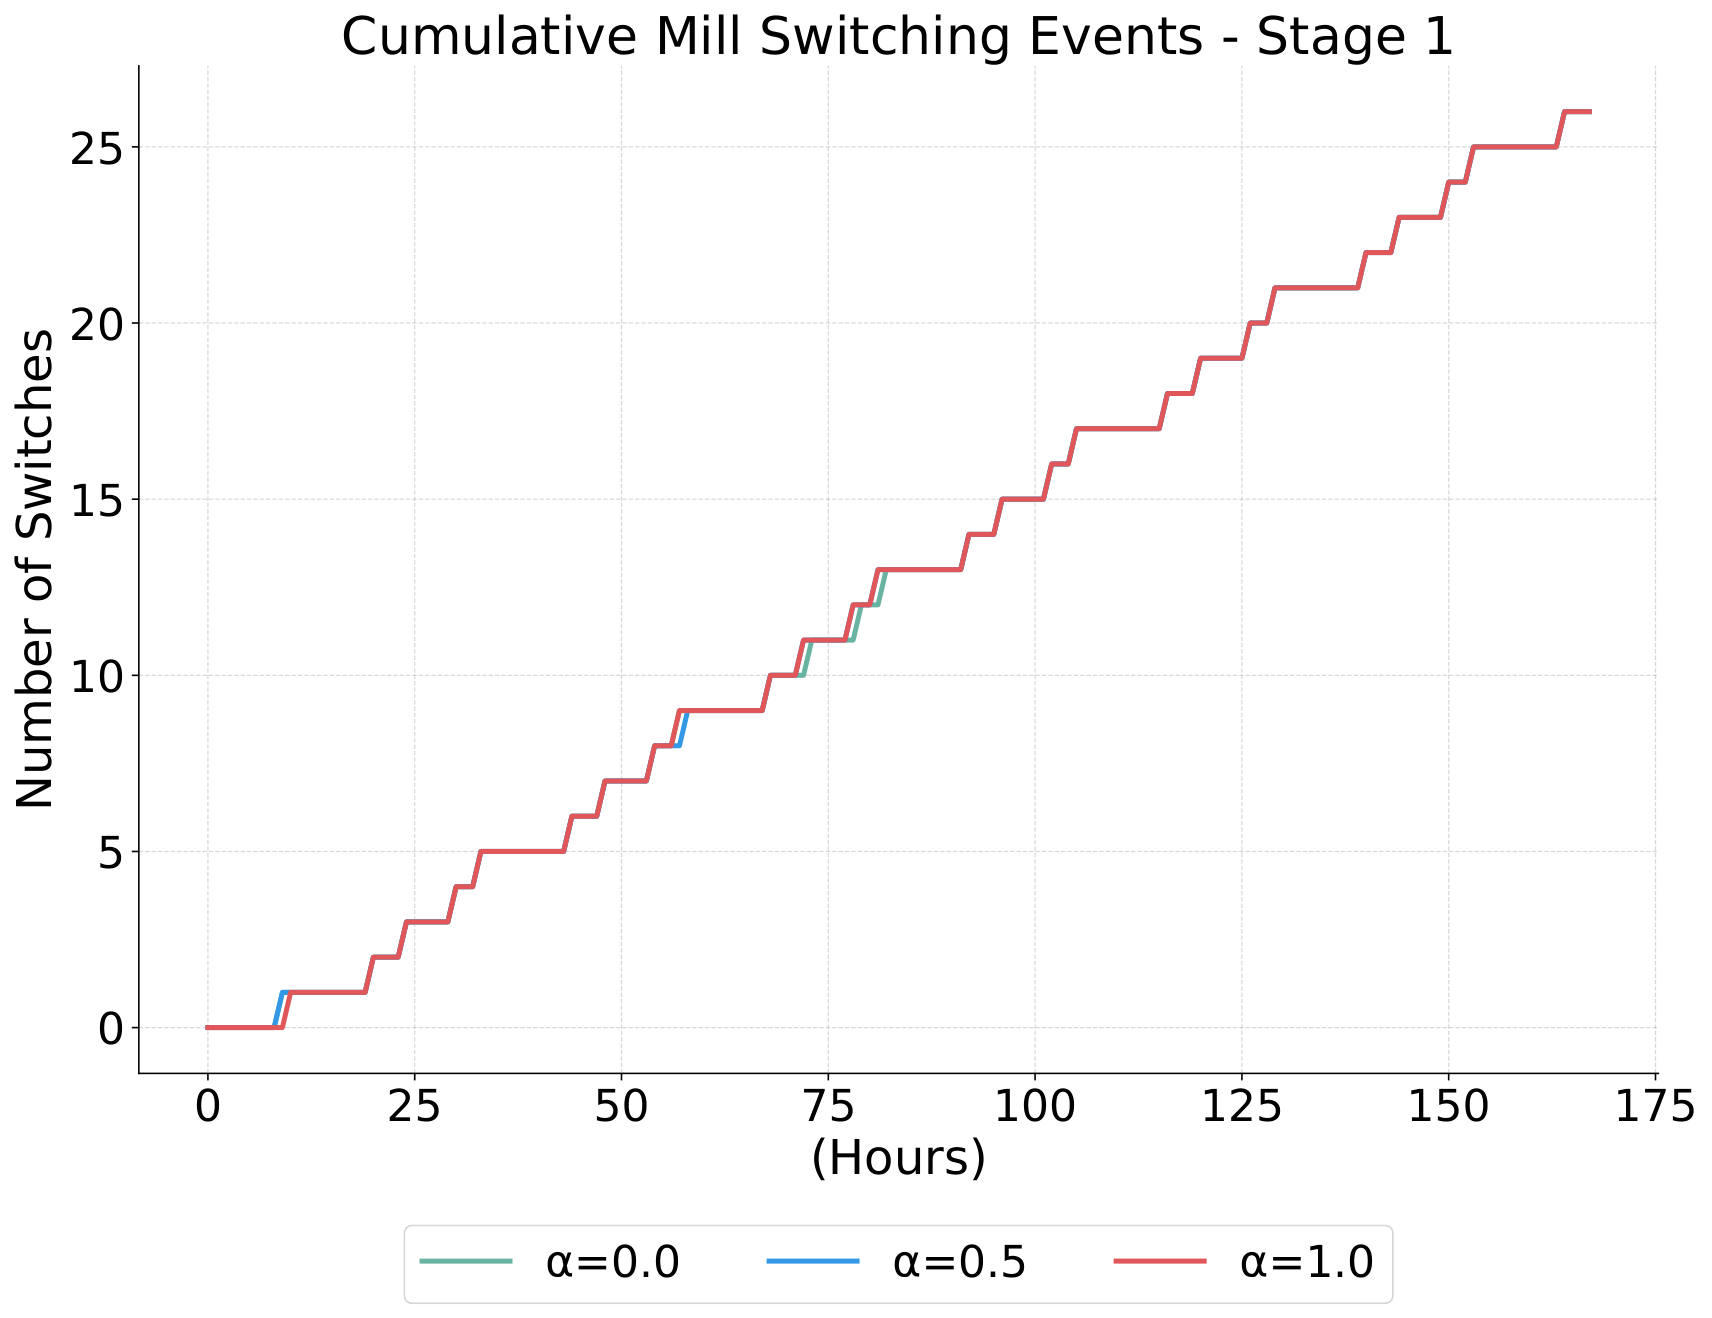 Cumulative Mill Switching Events - Stage 1
Number of Switches
25
20
15
10
5
0
0 25 50 75 100 125 150 175
(Hours)
α=0.0 α=0.5 α=1.0